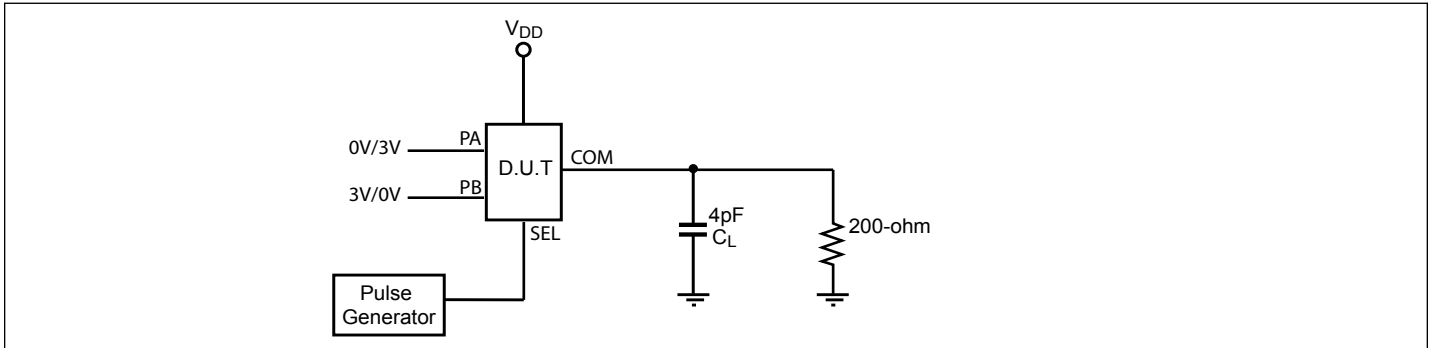 VDD
0V/3V
PA
D.U.T
COM
3V/0V
PB
SEL
4pF
CL
200-ohm
Pulse
Generator